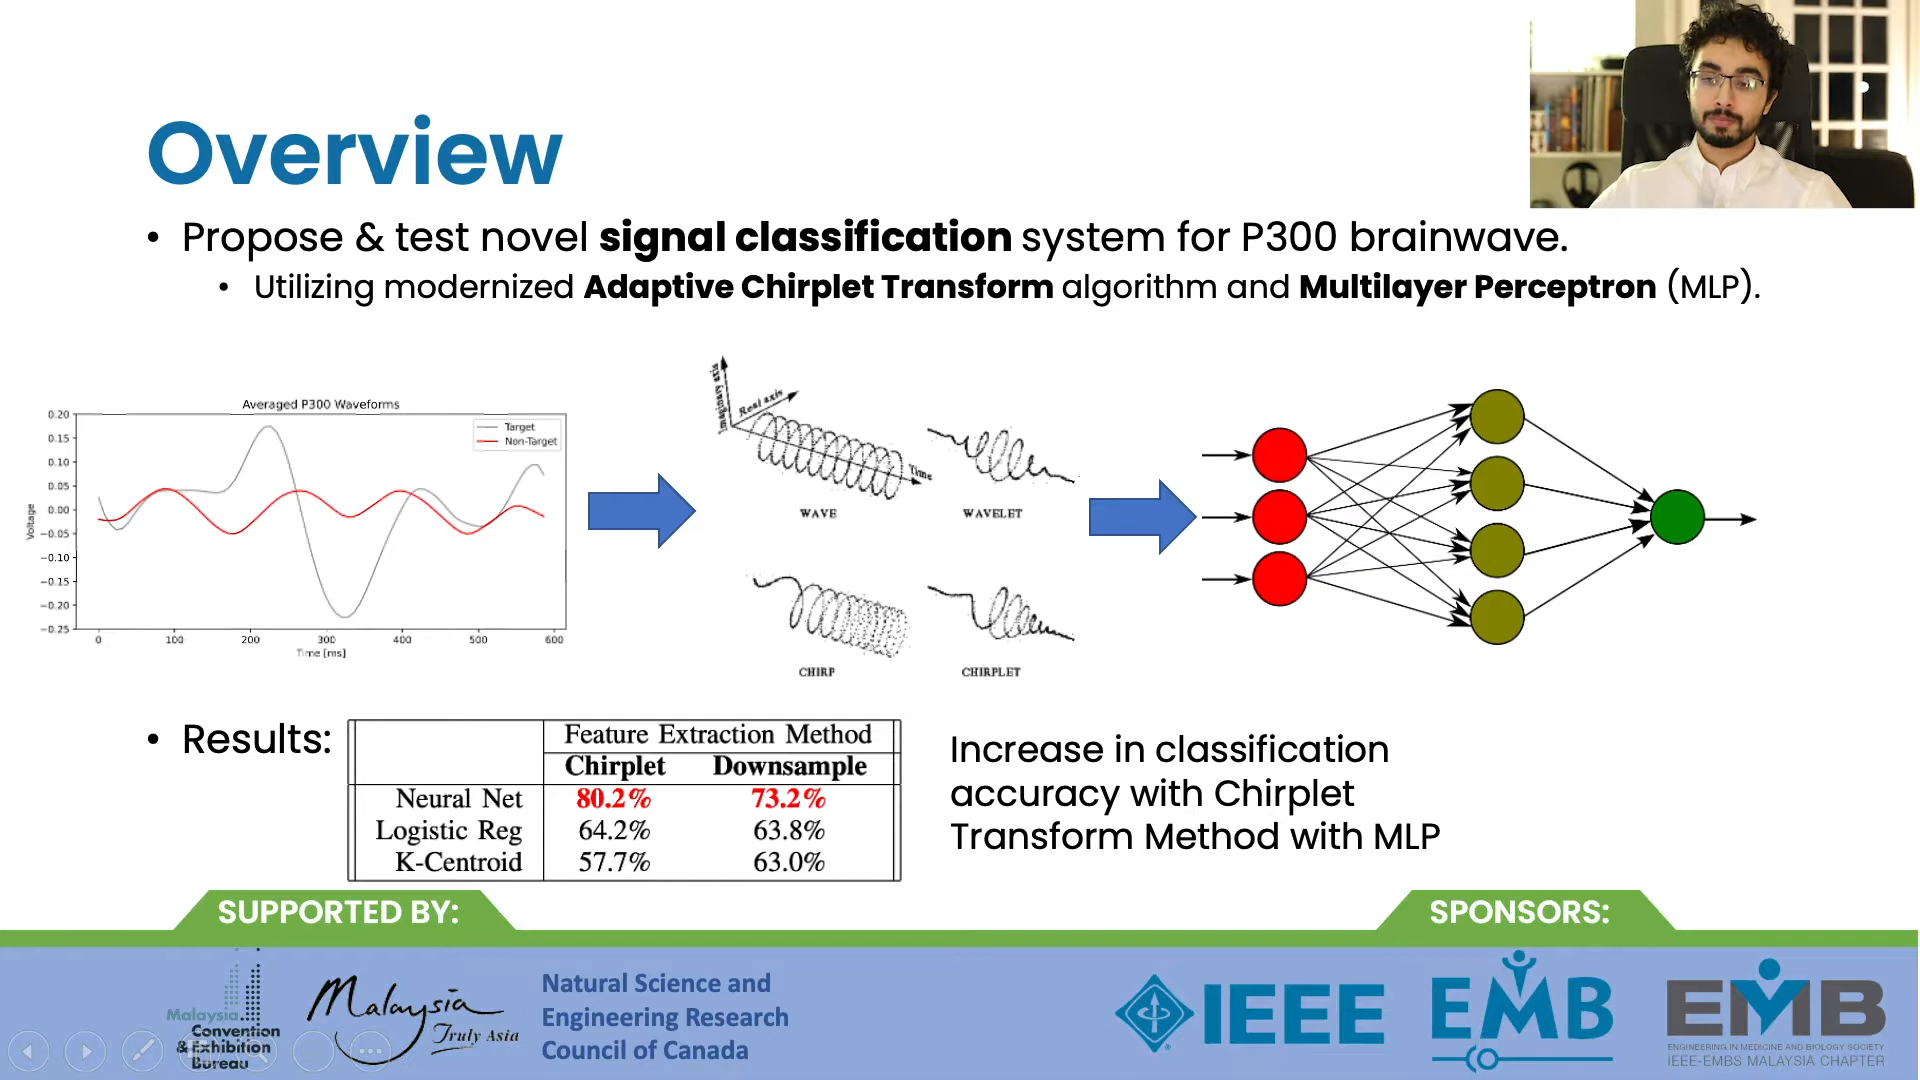 Overview
• Propose & test novel signal classification system for P300 brainwave.
• Utilizing modernized Adaptive Chirplet Transform algorithm and Multilayer Perceptron (MLP).
Averaged P300 Waveforms
Target
Non-Target
Voltage
0.20
0.15
0.10
0.05
0.00
−0.05
−0.10
−0.15
−0.20
−0.25
0 100 200 300 400 500 600
Time [ms]
Imaginary axis
Real axis
Time
WAVE
WAVELET
CHIRP
CHIRPLET
• Results:
Feature Extraction Method
Chirplet Downsample
Neural Net 80.2% 73.2%
Logistic Reg 64.2% 63.8%
K-Centroid 57.7% 63.0%
Increase in classification
accuracy with Chirplet
Transform Method with MLP
SUPPORTED BY:
SPONSORS:
Malaysia
Convention
& Exhibition
Bureau
Malaysia
Truly Asia
Natural Science and
Engineering Research
Council of Canada
IEEE
EMB
EMB
ENGINEERING IN MEDICINE AND BIOLOGY SOCIETY
IEEE-EMBS MALAYSIA CHAPTER